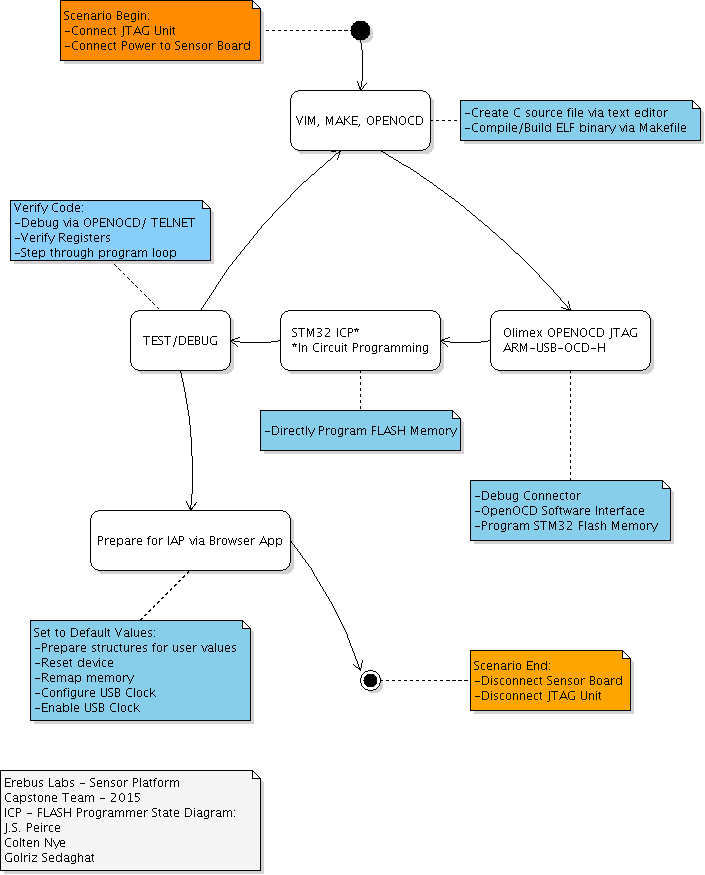 Scenario Begin:
-Connect JTAG Unit
-Connect Power to Sensor Board
VIM, MAKE, OPENOCD
-Create C source file via text editor
-Compile/Build ELF binary via Makefile
Verify Code:
-Debug via OPENOCD/ TELNET
-Verify Registers
-Step through program loop
TEST/DEBUG
STM32 ICP*
*In Circuit Programming
Olimex OPENOCD JTAG
ARM-USB-OCD-H
-Directly Program FLASH Memory
-Debug Connector
-OpenOCD Software Interface
-Program STM32 Flash Memory
Prepare for IAP via Browser App
Set to Default Values:
-Prepare structures for user values
-Reset device
-Remap memory
-Configure USB Clock
-Enable USB Clock
Scenario End:
-Disconnect Sensor Board
-Disconnect JTAG Unit
Erebus Labs - Sensor Platform
Capstone Team - 2015
ICP - FLASH Programmer State Diagram:
J.S. Peirce
Colten Nye
Golriz Sedaghat